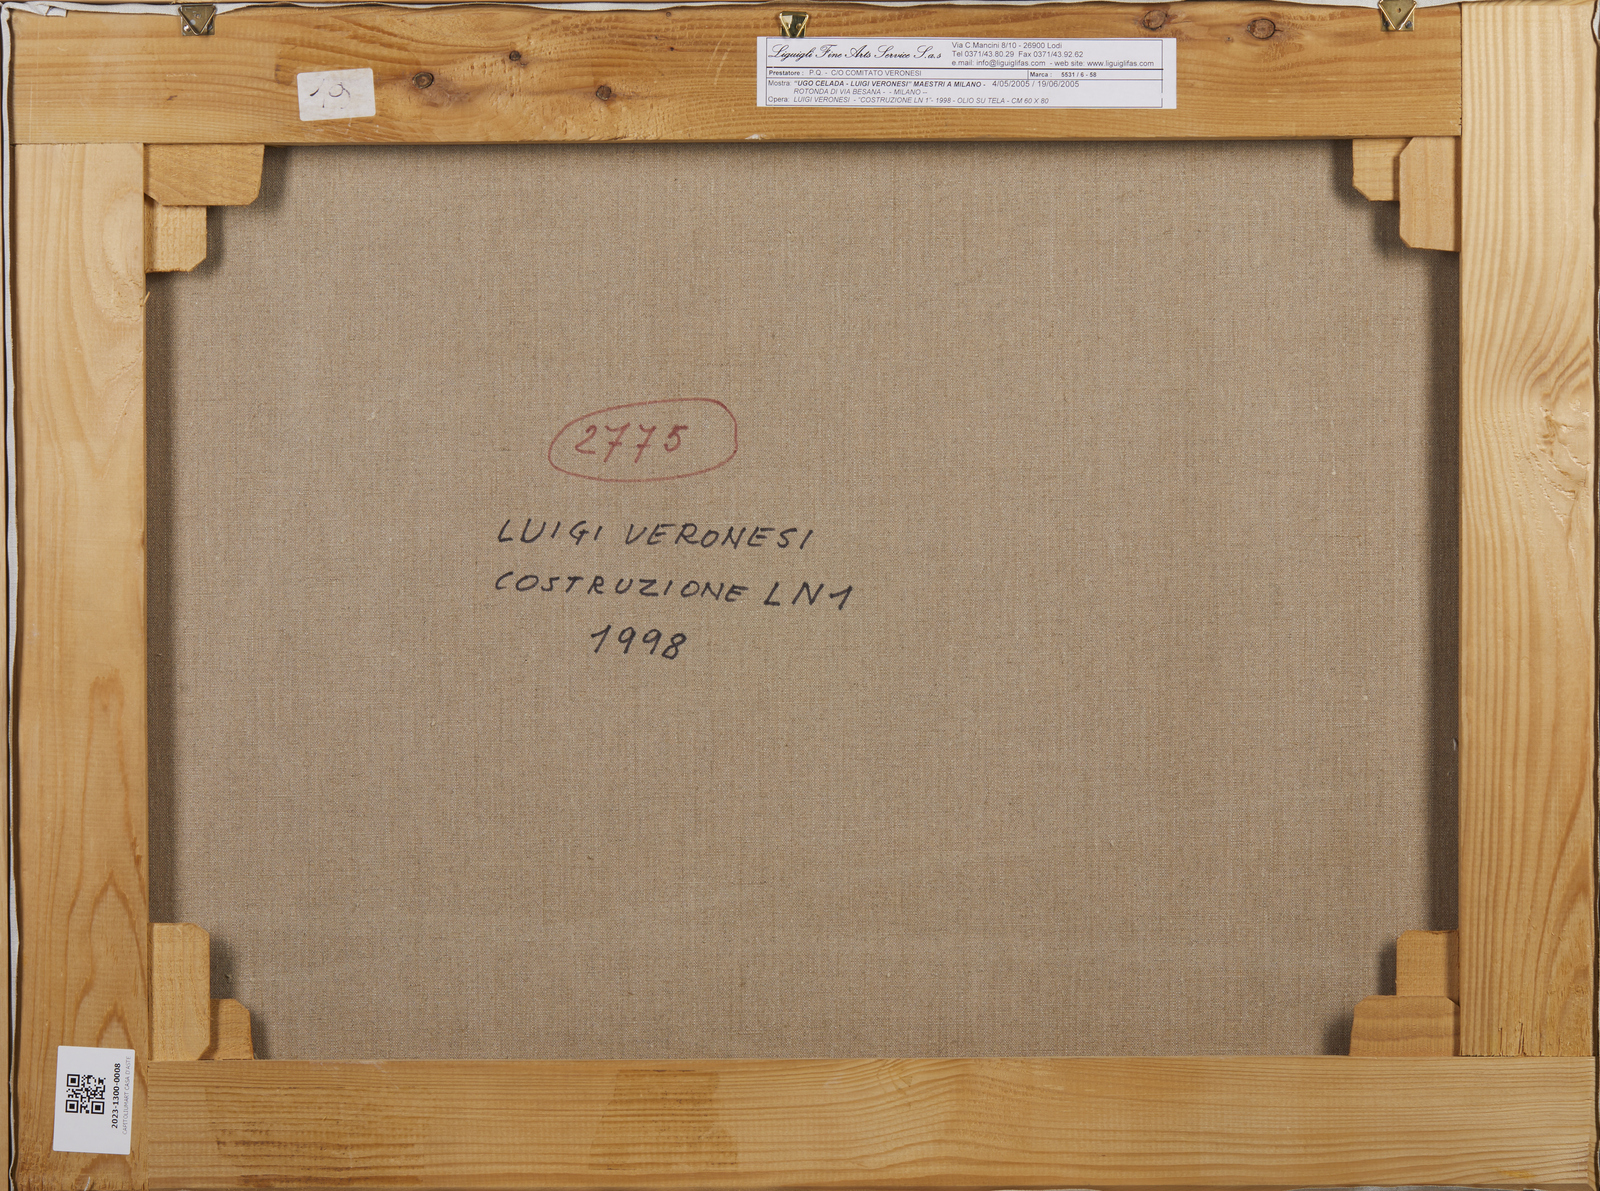 Liguigli Fine Arts Service S.a.s
Via C.Mancini 8/10 - 26900 Lodi
Tel 0371/43.80.29 Fax 0371/43.92.62
e.mail: info@liguiglifas.com - web site: www.liguiglifas.com
Prestatore: P.Q. - C/O COMITATO VERONESI Marca: 5531 / 6 - 58
Mostra: "UGO CELADA - LUIGI VERONESI" MAESTRI A MILANO - 4/05/2005 / 19/06/2005
ROTONDA DI VIA BESANA - - MILANO --
Opera: LUIGI VERONESI - "COSTRUZIONE LN 1"- 1998 - OLIO SU TELA - CM 60 X 80
2775
LUIGI VERONESI
COSTRUZIONE LN1
1998
2023-1300-0008
CAPITOLIUMART CASA D'ASTE